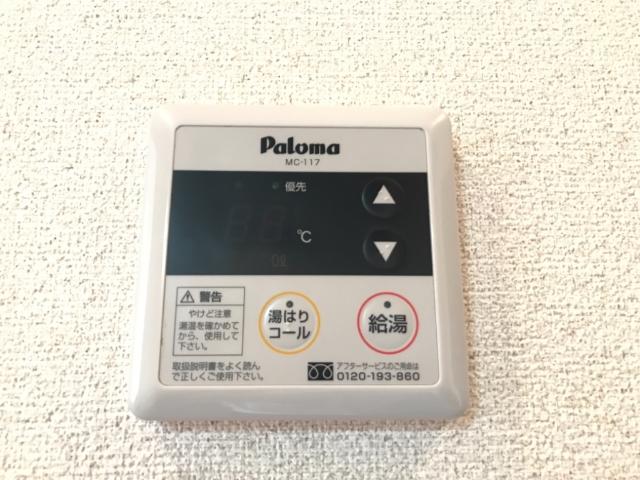 Paloma
MC-117
優先
℃
⚠ 警告
やけど注意
湯温を確かめて
から、使用して
下さい。
取扱説明書をよく読ん
で正しくご使用下さい。
湯はり
コール
給湯
アフターサービスのご用命は
0120-193-860